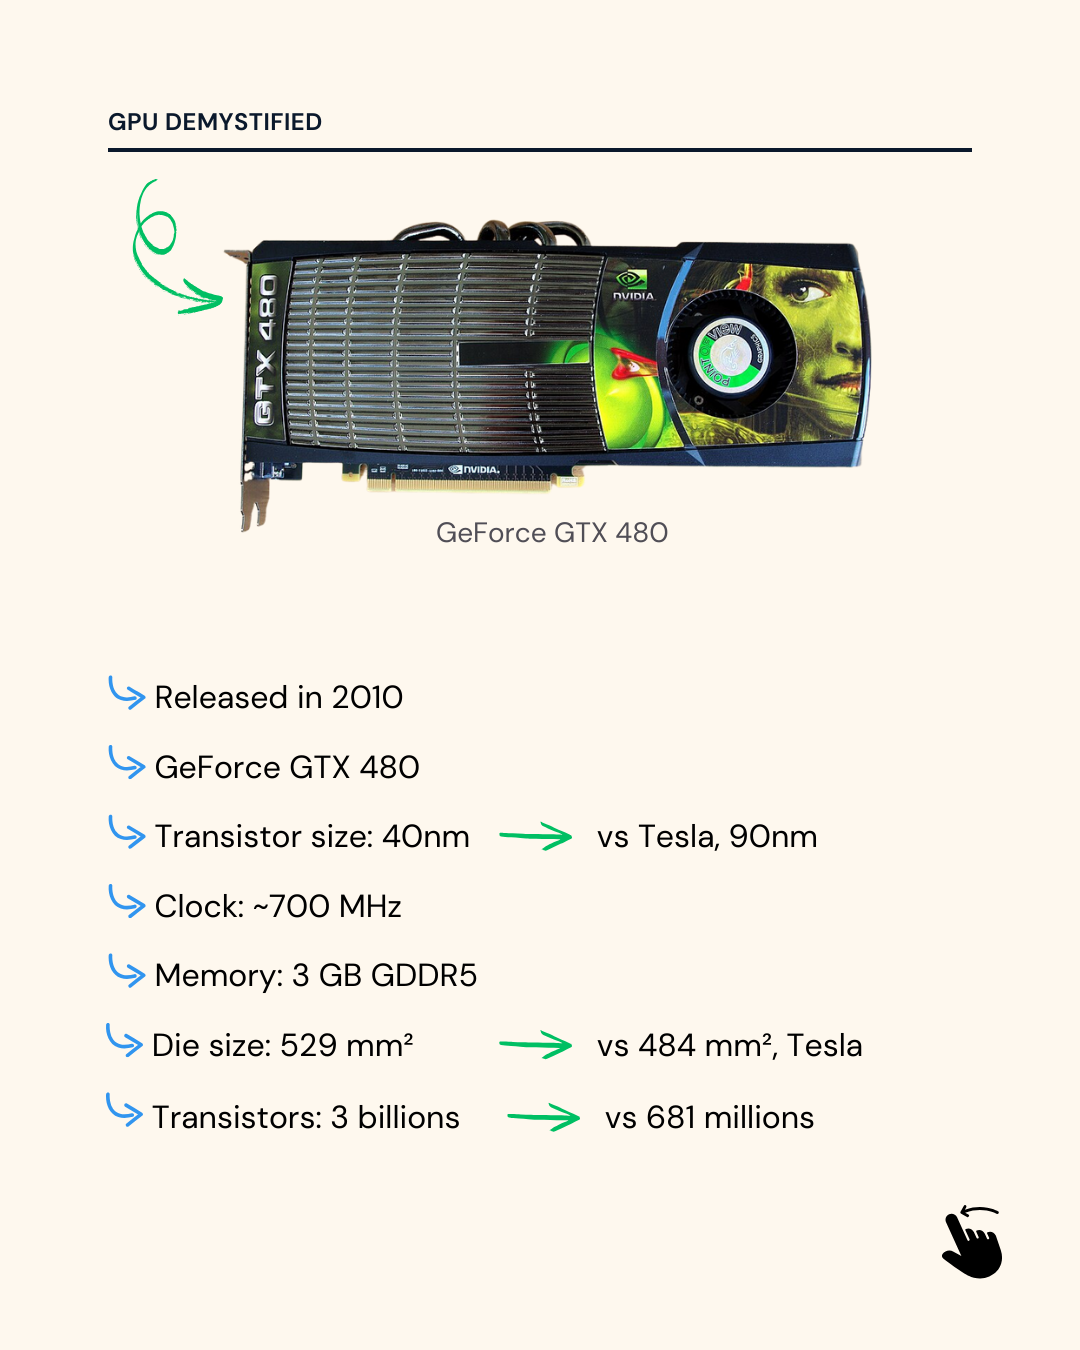 GPU DEMYSTIFIED
GTX 480
NVIDIA
POINT OF VIEW GRAPHICS
NVIDIA.
GeForce GTX 480
Released in 2010
GeForce GTX 480
Transistor size: 40nm vs Tesla, 90nm
Clock: ~700 MHz
Memory: 3 GB GDDR5
Die size: 529 mm² vs 484 mm², Tesla
Transistors: 3 billions vs 681 millions